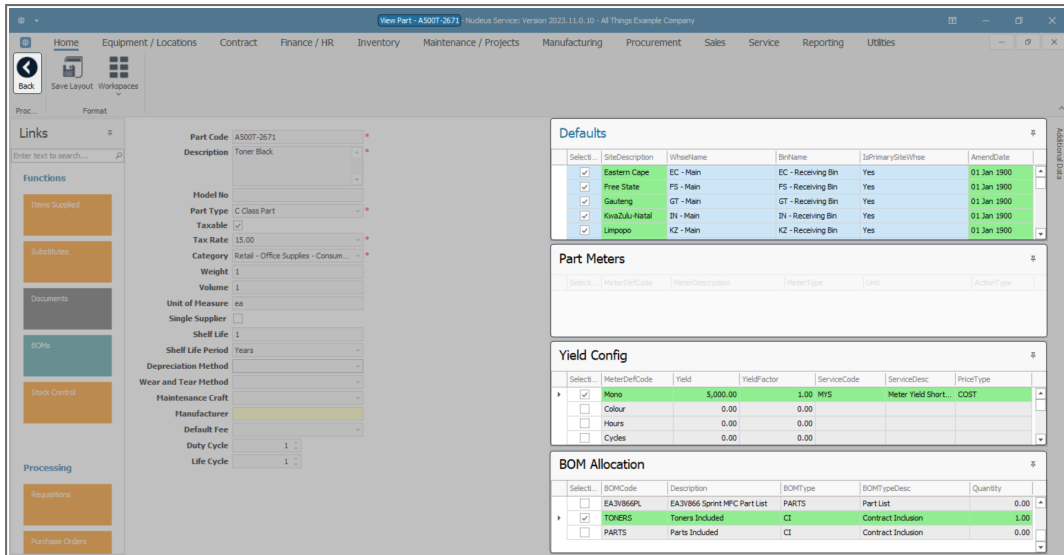 View Part - A500T-2671 - Nucleus Service: Version 2023.11.0. 10 - All Things Example Company
Home Equipment / Locations Contract Finance / HR Inventory Maintenance / Projects Manufacturing Procurement Sales Service Reporting Utilities
Back Save Layout Workspaces
Proc... Format
Links
Enter text to search...
Functions
Items Supplied
Substitutes
Documents
BOMs
Stock Control
Processing
Requisitions
Purchase Orders
Part Code A500T-2671 *
Description Toner Black *
Model No
Part Type C Class Part *
Taxable
Tax Rate 15.00 *
Category Retail - Office Supplies - Consum... *
Weight 1
Volume 1
Unit of Measure ea
Single Supplier
Shelf Life 1
Shelf Life Period Years
Depreciation Method
Wear and Tear Method
Maintenance Craft
Manufacturer
Default Fee
Duty Cycle 1
Life Cycle 1
Defaults
Selecti... SiteDescription WhseName BinName IsPrimarySiteWhse AmendDate
Eastern Cape EC - Main EC - Receiving Bin Yes 01 Jan 1900
Free State FS - Main FS - Receiving Bin Yes 01 Jan 1900
Gauteng GT - Main GT - Receiving Bin Yes 01 Jan 1900
KwaZulu-Natal IN - Main IN - Receiving Bin Yes 01 Jan 1900
Limpopo KZ - Main KZ - Receiving Bin Yes 01 Jan 1900
Part Meters
Selecti... MeterDefCode MeterDescription MeterType Unit ActionType
Yield Config
Selecti... MeterDefCode Yield YieldFactor ServiceCode ServiceDesc PriceType
Mono 5,000.00 1.00 MYS Meter Yield Short... COST
Colour 0.00 0.00
Hours 0.00 0.00
Cycles 0.00 0.00
BOM Allocation
Selecti... BOMCode Description BOMType BOMTypeDesc Quantity
EA3V866PL EA3V866 Sprint MFC Part List PARTS Part List 0.00
TONERS Toners Included CI Contract Inclusion 1.00
PARTS Parts Included CI Contract Inclusion 0.00
Additional Data